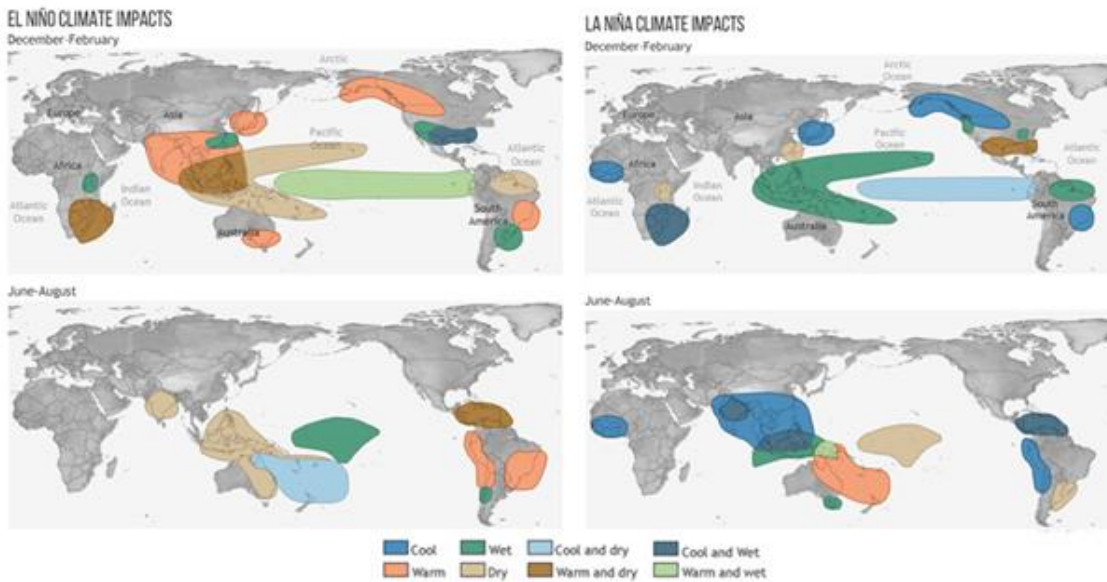 EL NIÑO CLIMATE IMPACTS
December-February
Arctic
Europe
Asia
Pacific
Ocean
Atlantic
Ocean
Africa
Indian
Ocean
Atlantic
Ocean
South
America
Australia
June-August
LA NIÑA CLIMATE IMPACTS
December-February
Arctic
Ocean
Europe
Asia
Pacific
Ocean
Atlantic
Ocean
Africa
Indian
Ocean
Atlantic
Ocean
South
America
Australia
June-August
Cool
Wet
Cool and dry
Cool and Wet
Warm
Dry
Warm and dry
Warm and wet